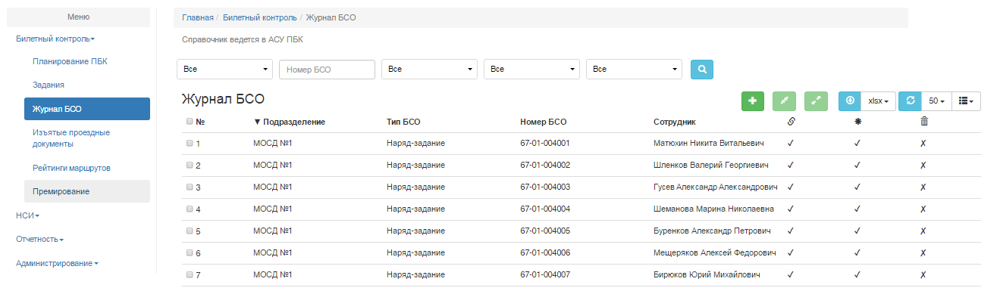 Меню
Билетный контроль
Планирование ПБК
Задания
Журнал БСО
Изъятые проездные
документы
Рейтинги маршрутов
Премирование
НСИ
Отчетность
Администрирование
Главная / Билетный контроль / Журнал БСО
Справочник ведется в АСУ ПБК
Все Номер БСО Все Все Все
Журнал БСО
xlsx 50
№ ▼ Подразделение Тип БСО Номер БСО Сотрудник
1 МОСД №1 Наряд-задание 67-01-004001 Матюхин Никита Витальевич ✓ ✓ ✗
2 МОСД №1 Наряд-задание 67-01-004002 Шленков Валерий Георгиевич ✓ ✓ ✗
3 МОСД №1 Наряд-задание 67-01-004003 Гусев Александр Александрович ✓ ✓ ✗
4 МОСД №1 Наряд-задание 67-01-004004 Шеманова Марина Николаевна ✓ ✓ ✗
5 МОСД №1 Наряд-задание 67-01-004005 Буренков Александр Петрович ✓ ✓ ✗
6 МОСД №1 Наряд-задание 67-01-004006 Мещеряков Алексей Федорович ✓ ✓ ✗
7 МОСД №1 Наряд-задание 67-01-004007 Бирюков Юрий Михайлович ✓ ✓ ✗